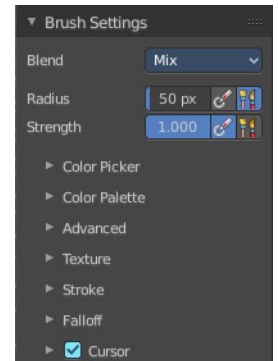 Brush Settings
Blend Mix
Radius 50 px
Strength 1.000
Color Picker
Color Palette
Advanced
Texture
Stroke
Falloff
Cursor